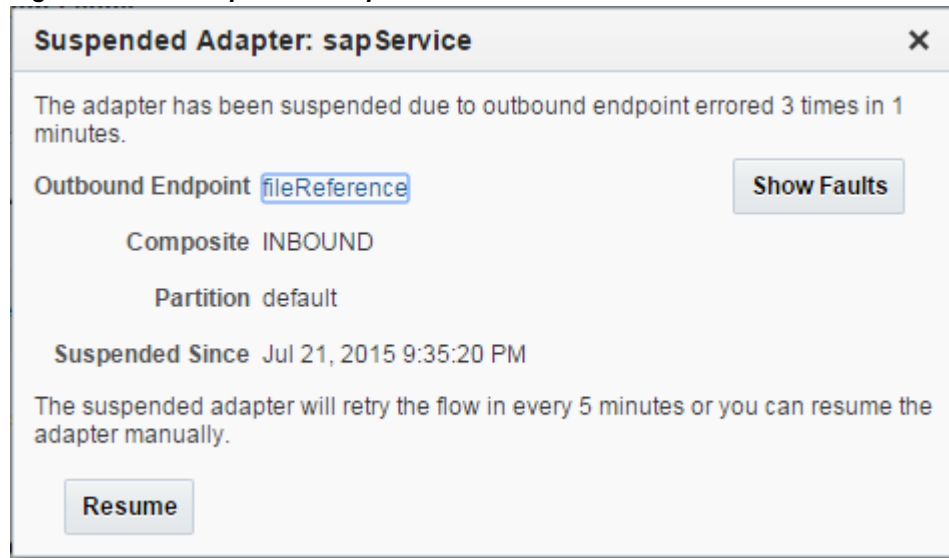 Suspended Adapter: sapService
The adapter has been suspended due to outbound endpoint errored 3 times in 1
minutes.
Outbound Endpoint fileReference Show Faults
Composite INBOUND
Partition default
Suspended Since Jul 21, 2015 9:35:20 PM
The suspended adapter will retry the flow in every 5 minutes or you can resume the
adapter manually.
Resume